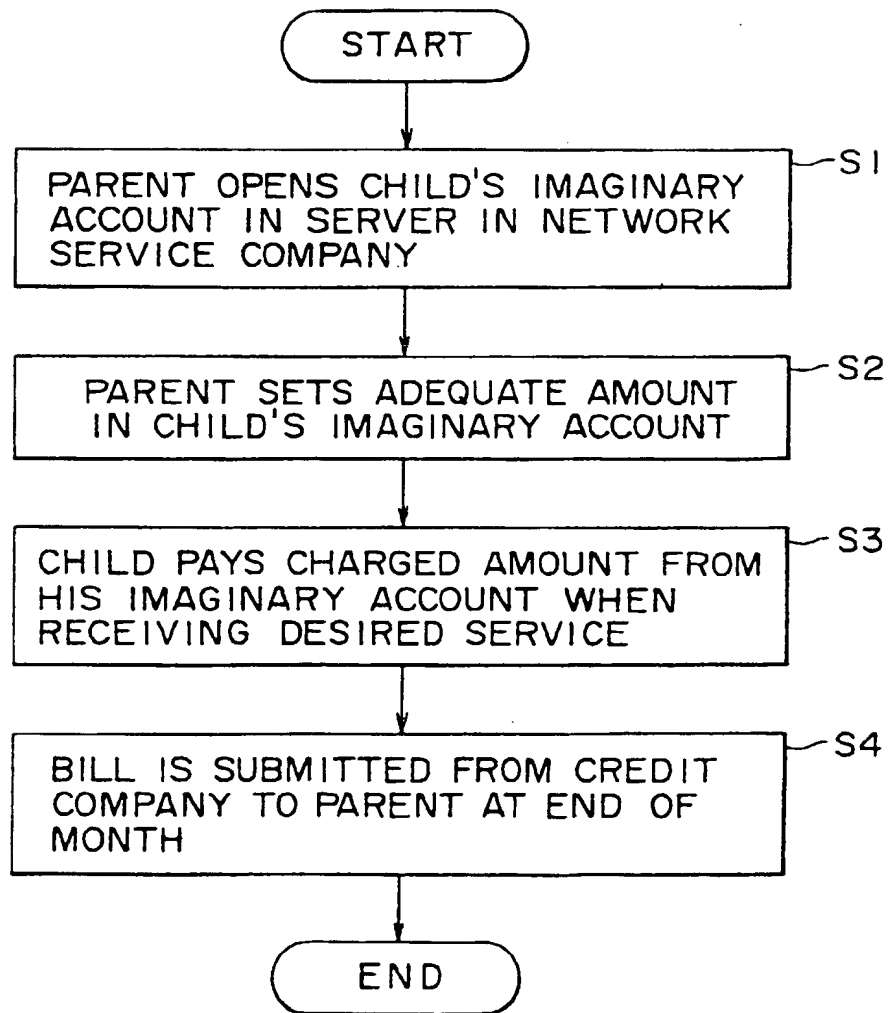 START
S1
PARENT OPENS CHILD'S IMAGINARY
ACCOUNT IN SERVER IN NETWORK
SERVICE COMPANY
S2
PARENT SETS ADEQUATE AMOUNT
IN CHILD'S IMAGINARY ACCOUNT
S3
CHILD PAYS CHARGED AMOUNT FROM
HIS IMAGINARY ACCOUNT WHEN
RECEIVING DESIRED SERVICE
S4
BILL IS SUBMITTED FROM CREDIT
COMPANY TO PARENT AT END OF
MONTH
END